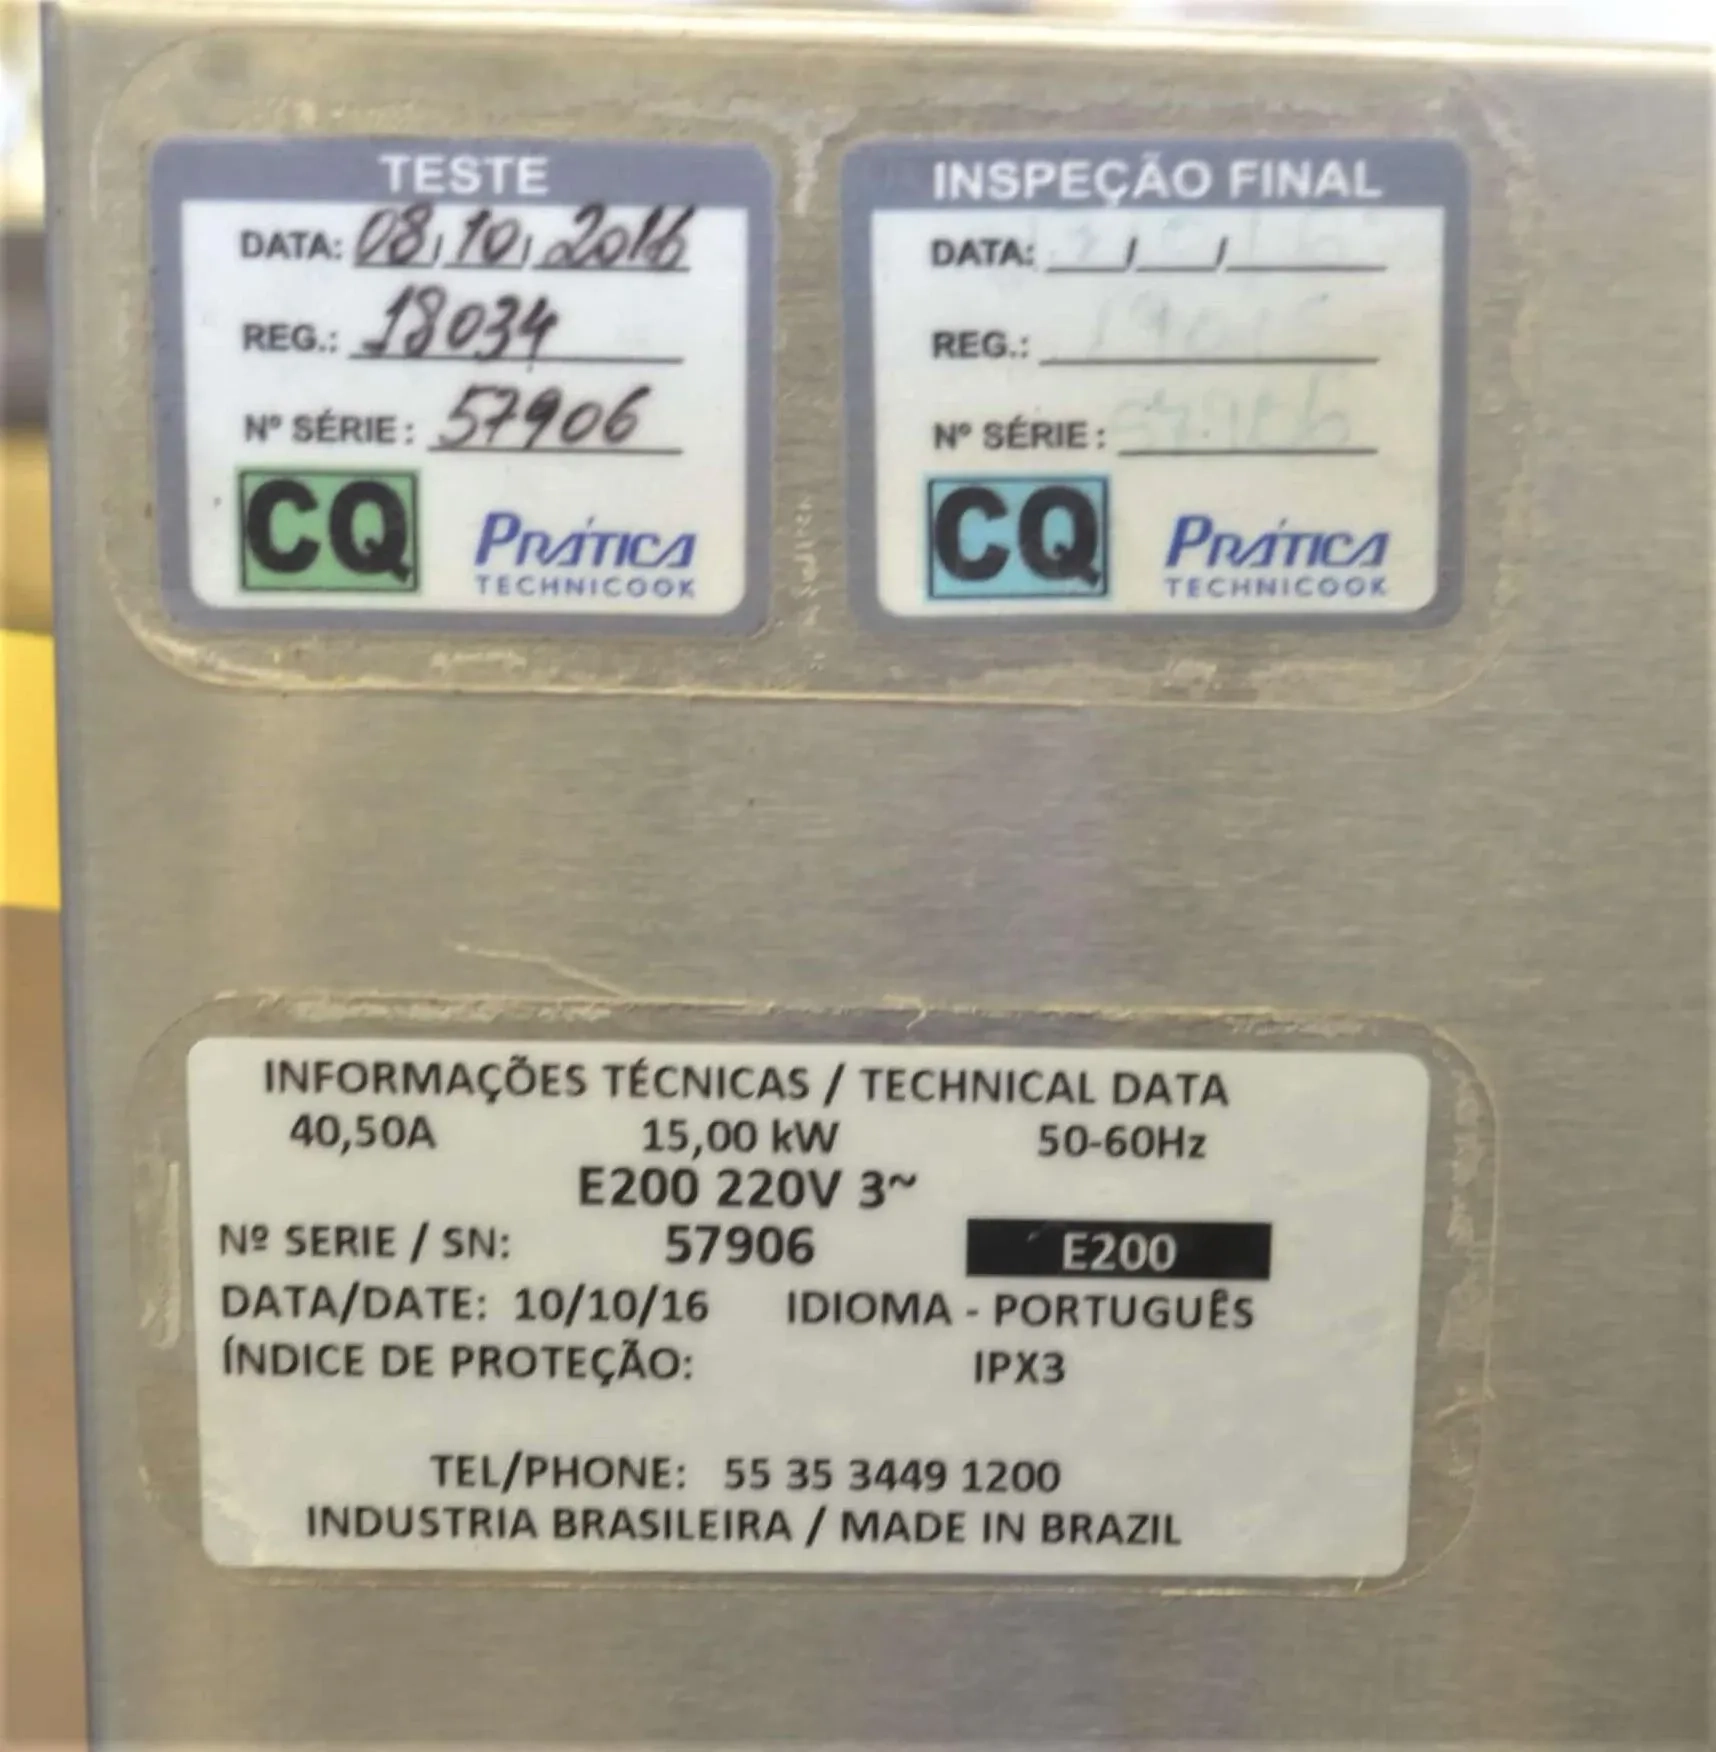 TESTE
DATA: 08/10/2016
REG.: 18034
Nº SÉRIE: 57906
CQ PRÁTICA
TECHNICOOK
INSPEÇÃO FINAL
DATA: __/__/____
REG.:
Nº SÉRIE:
CQ PRÁTICA
TECHNICOOK
INFORMAÇÕES TÉCNICAS / TECHNICAL DATA
40,50A 15,00 kW 50-60Hz
E200 220V 3~
Nº SERIE / SN: 57906 E200
DATA/DATE: 10/10/16 IDIOMA - PORTUGUÊS
ÍNDICE DE PROTEÇÃO: IPX3
TEL/PHONE: 55 35 3449 1200
INDUSTRIA BRASILEIRA / MADE IN BRAZIL